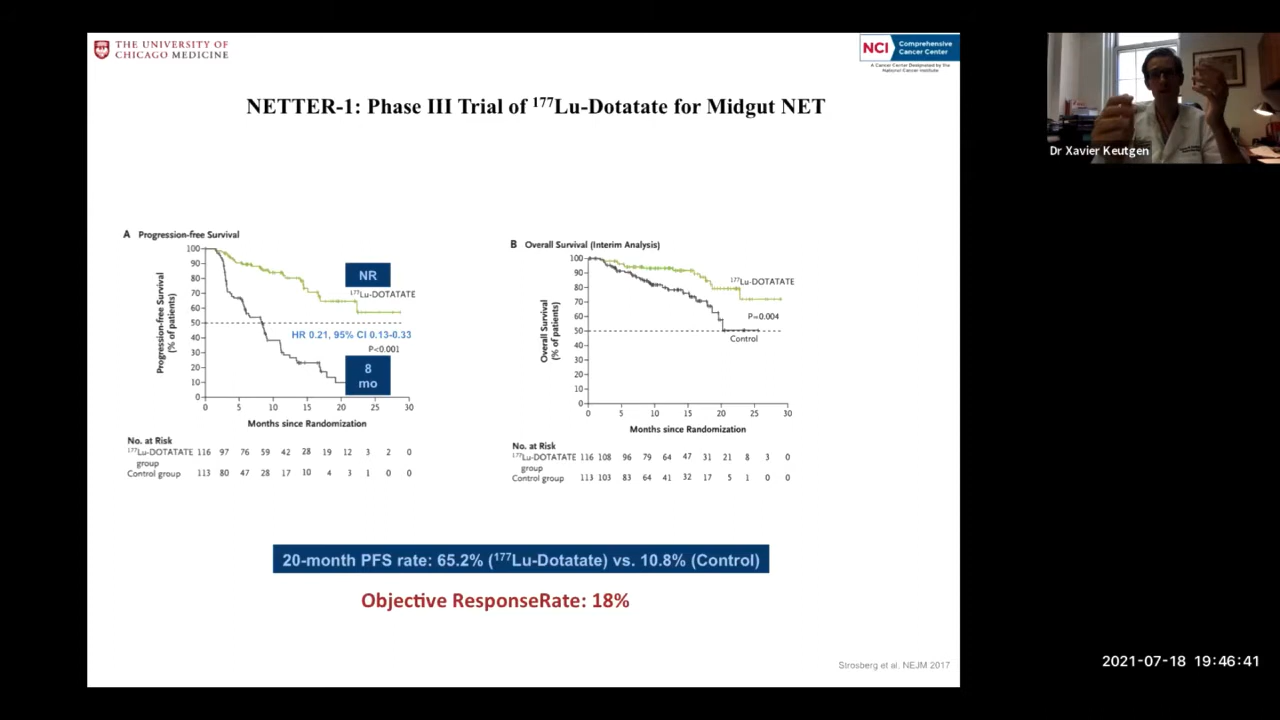 THE UNIVERSITY OF
CHICAGO MEDICINE
NCI
Comprehensive
Cancer Center
A Cancer Center Designated by the
National Cancer Institute
NETTER-1: Phase III Trial of ¹⁷⁷Lu-Dotatate for Midgut NET
Dr Xavier Keutgen
A Progression-free Survival
100
90
80
70
60
50
40
30
20
10
0
Progression-free Survival
(% of patients)
NR
¹⁷⁷Lu-DOTATATE
HR 0.21, 95% CI 0.13-0.33
P<0.001
8
mo
0 5 10 15 20 25 30
Months since Randomization
No. at Risk
¹⁷⁷Lu-DOTATATE 116 97 76 59 42 28 19 12 3 2 0
group
Control group 113 80 47 28 17 10 4 3 1 0 0
B Overall Survival (Interim Analysis)
100
90
80
70
60
50
40
30
20
10
0
Overall Survival
(% of patients)
¹⁷⁷Lu-DOTATATE
P=0.004
Control
0 5 10 15 20 25 30
Months since Randomization
No. at Risk
¹⁷⁷Lu-DOTATATE 116 108 96 79 64 47 31 21 8 3 0
group
Control group 113 103 83 64 41 32 17 5 1 0 0
20-month PFS rate: 65.2% (¹⁷⁷Lu-Dotatate) vs. 10.8% (Control)
Objective ResponseRate: 18%
Strosberg et al. NEJM 2017
2021-07-18 19:46:41